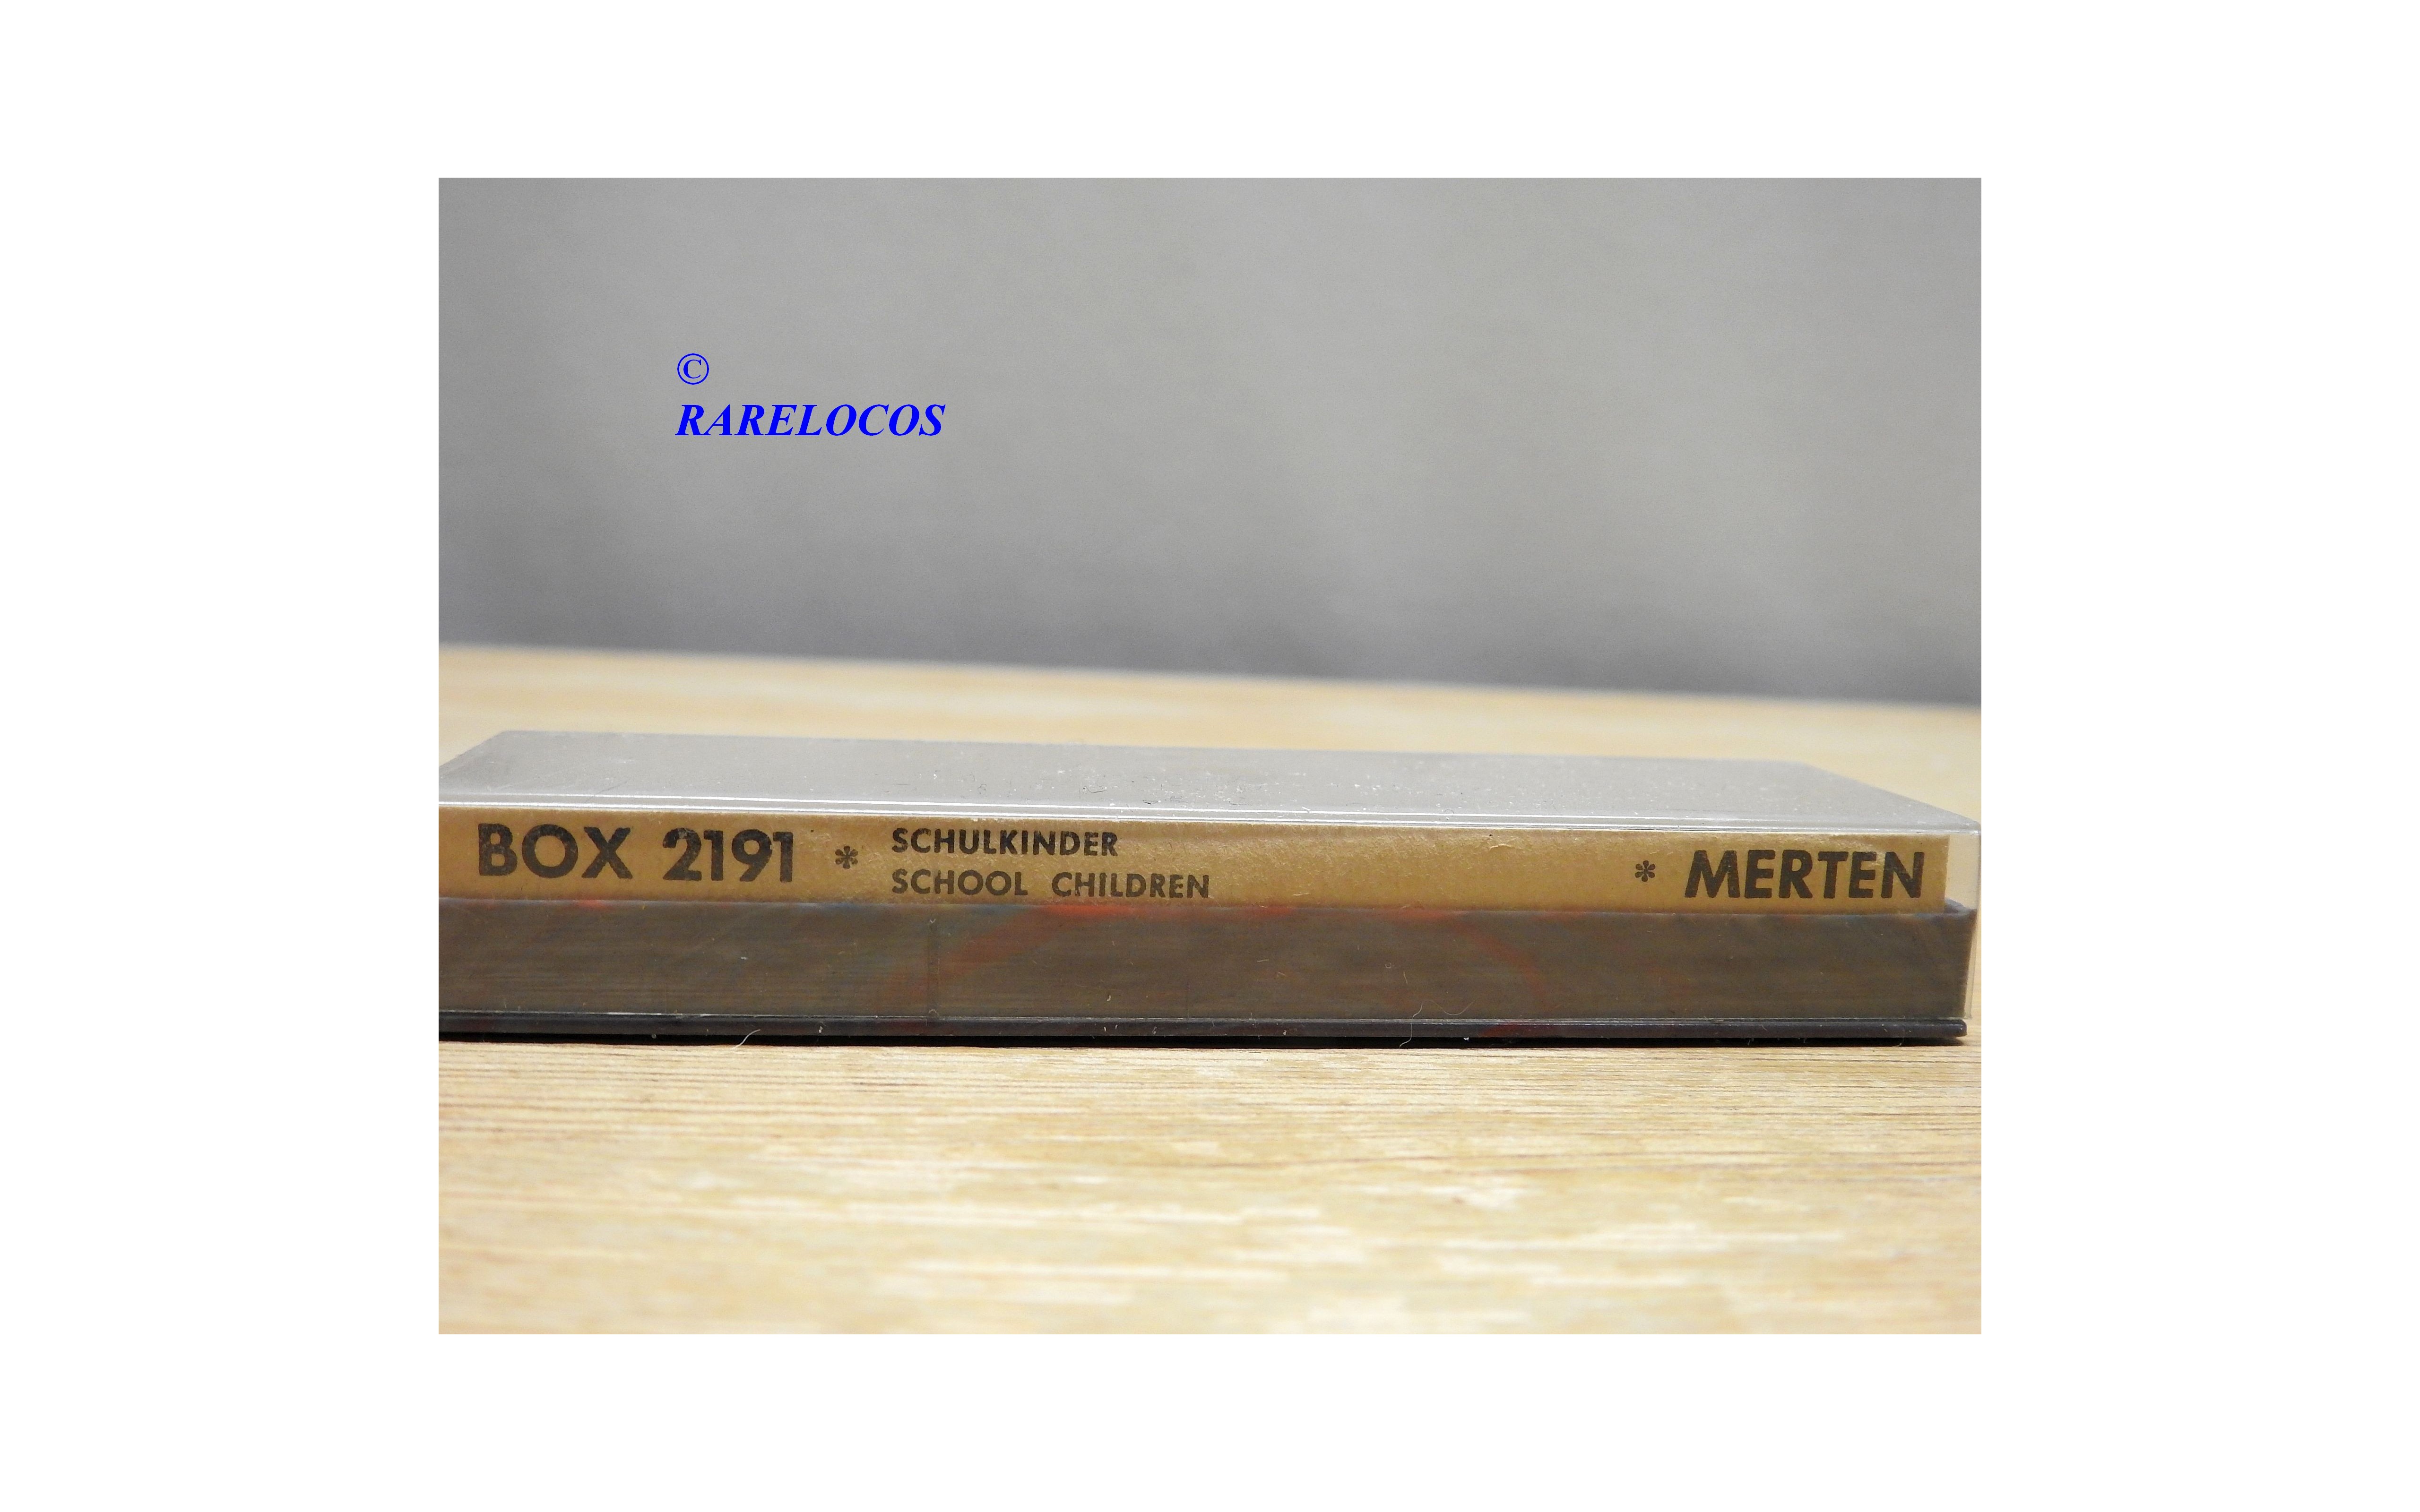 ©
RARELOCOS
BOX 2191 * SCHULKINDER * MERTEN
SCHOOL CHILDREN